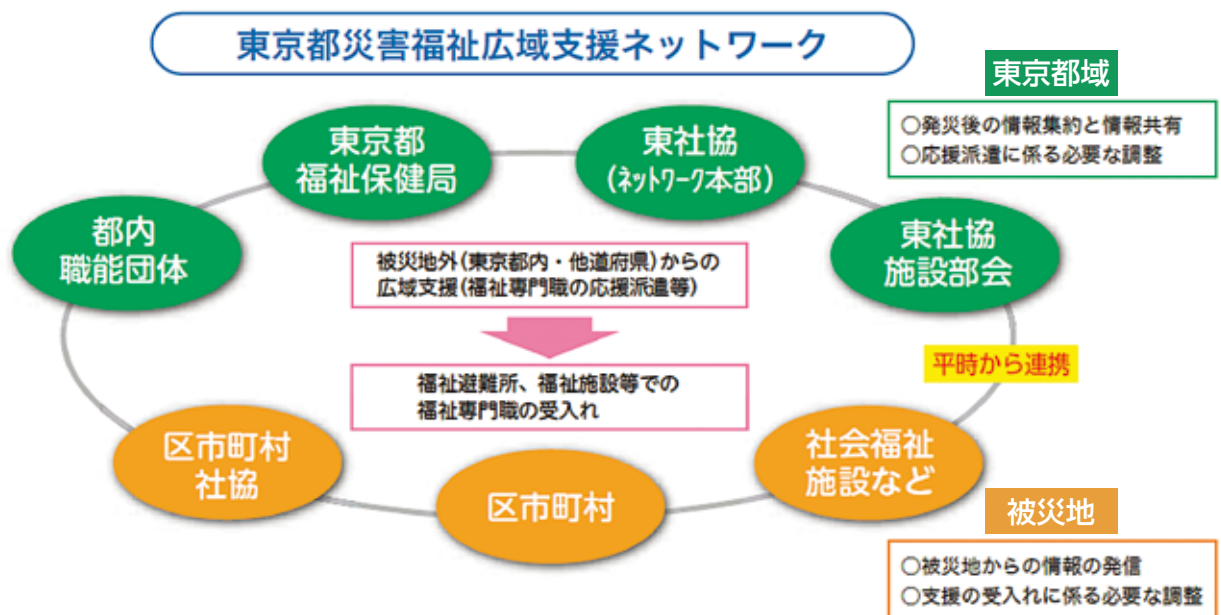 東京都災害福祉広域支援ネットワーク
東京都域
○発災後の情報集約と情報共有
○応援派遣に係る必要な調整
東京都
福祉保健局
東社協
(ネットワーク本部)
都内
職能団体
東社協
施設部会
被災地外(東京都内・他道府県)からの
広域支援(福祉専門職の応援派遣等)
平時から連携
福祉避難所、福祉施設等での
福祉専門職の受入れ
区市町村
社協
区市町村
社会福祉
施設など
被災地
○被災地からの情報の発信
○支援の受入れに係る必要な調整